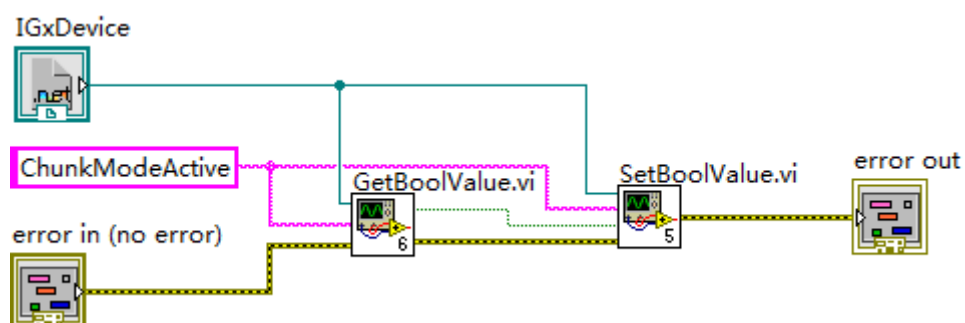 IGxDevice
.net
ChunkModeActive
GetBoolValue.vi
6
SetBoolValue.vi
5
error out
error in (no error)